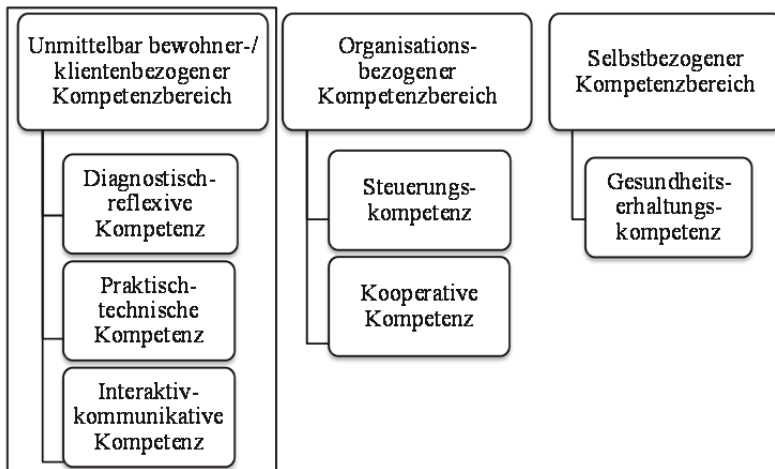 Unmittelbar bewohner-/
klientenbezogener
Kompetenzbereich
Diagnostisch-
reflexive
Kompetenz
Praktisch-
technische
Kompetenz
Interaktiv-
kommunikative
Kompetenz
Organisations-
bezogener
Kompetenzbereich
Steuerungs-
kompetenz
Kooperative
Kompetenz
Selbstbezogener
Kompetenzbereich
Gesundheits-
erhaltungs-
kompetenz